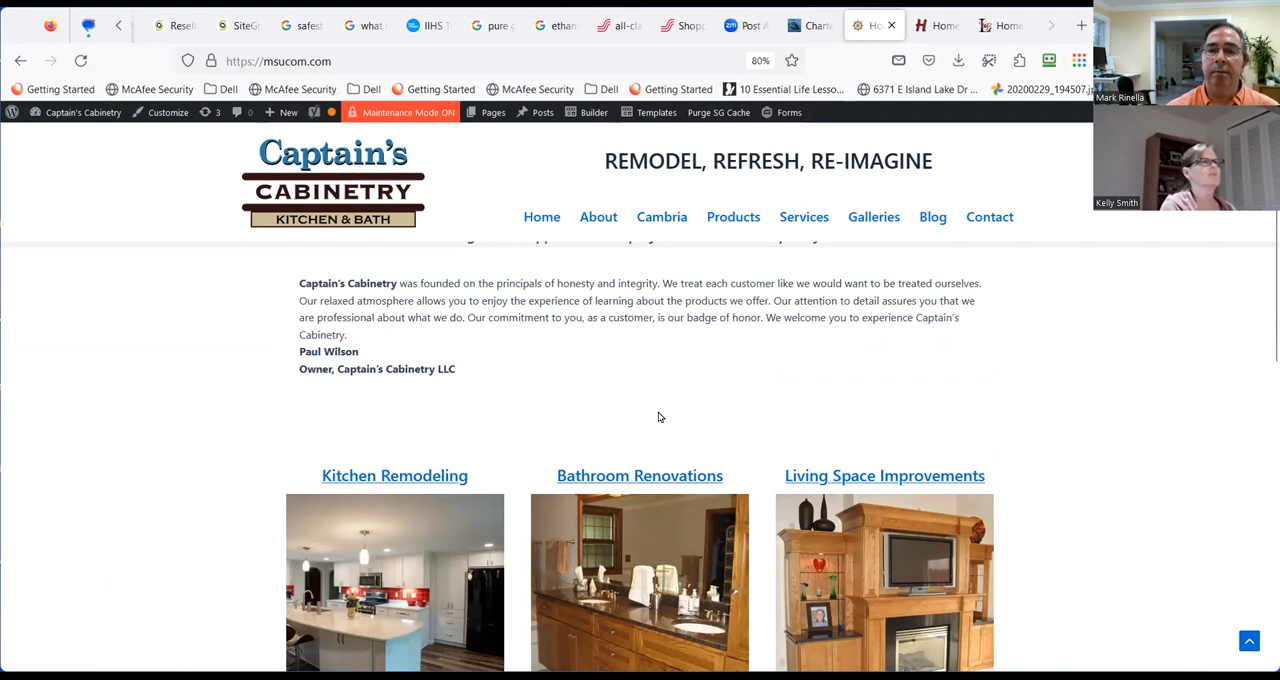 Resell
SiteGr
safest
what i
IIHS T
pure g
ethan
all-cla
Shopp
Post A
Charte
Ho
Home
Home
https://msucom.com
80%
Getting Started
McAfee Security
Dell
McAfee Security
Dell
Getting Started
McAfee Security
Dell
Getting Started
10 Essential Life Lesso...
6371 E Island Lake Dr ...
20200229_194507.j
Captain's Cabinetry
Customize
3
0
New
Maintenance Mode ON
Pages
Posts
Builder
Templates
Purge SG Cache
Forms
Mark Rinella
Kelly Smith
Captain's
CABINETRY
KITCHEN & BATH
REMODEL, REFRESH, RE-IMAGINE
Home
About
Cambria
Products
Services
Galleries
Blog
Contact
Captain's Cabinetry was founded on the principals of honesty and integrity. We treat each customer like we would want to be treated ourselves.
Our relaxed atmosphere allows you to enjoy the experience of learning about the products we offer. Our attention to detail assures you that we
are professional about what we do. Our commitment to you, as a customer, is our badge of honor. We welcome you to experience Captain's
Cabinetry.
Paul Wilson
Owner, Captain's Cabinetry LLC
Kitchen Remodeling
Bathroom Renovations
Living Space Improvements